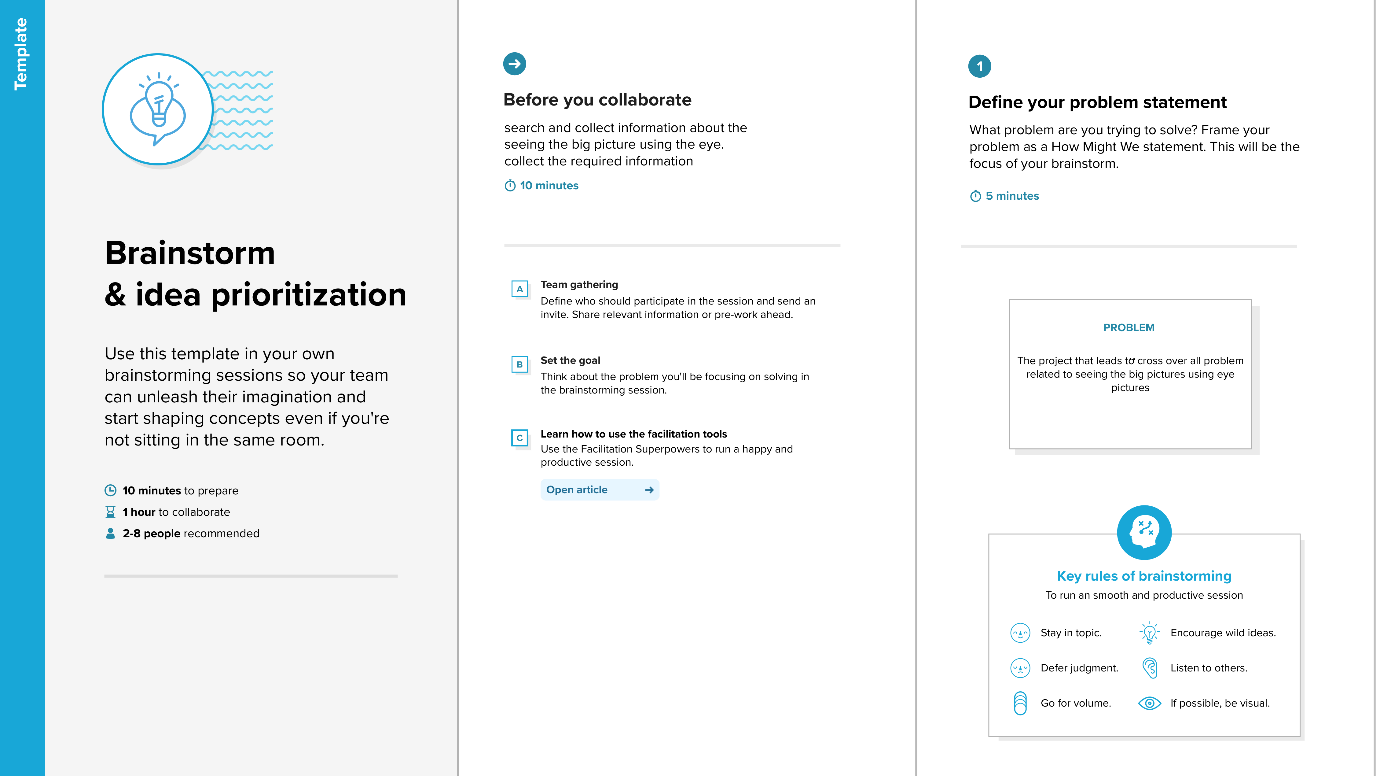 Template
Brainstorm
& idea prioritization
Use this template in your own
brainstorming sessions so your team
can unleash their imagination and
start shaping concepts even if you're
not sitting in the same room.
10 minutes to prepare
1 hour to collaborate
2-8 people recommended
Before you collaborate
search and collect information about the
seeing the big picture using the eye.
collect the required information
10 minutes
A
Team gathering
Define who should participate in the session and send an
invite. Share relevant information or pre-work ahead.
B
Set the goal
Think about the problem you'll be focusing on solving in
the brainstorming session.
C
Learn how to use the facilitation tools
Use the Facilitation Superpowers to run a happy and
productive session.
Open article
1
Define your problem statement
What problem are you trying to solve? Frame your
problem as a How Might We statement. This will be the
focus of your brainstorm.
5 minutes
PROBLEM
The project that leads to cross over all problem
related to seeing the big pictures using eye
pictures
Key rules of brainstorming
To run an smooth and productive session
Stay in topic.
Encourage wild ideas.
Defer judgment.
Listen to others.
Go for volume.
If possible, be visual.